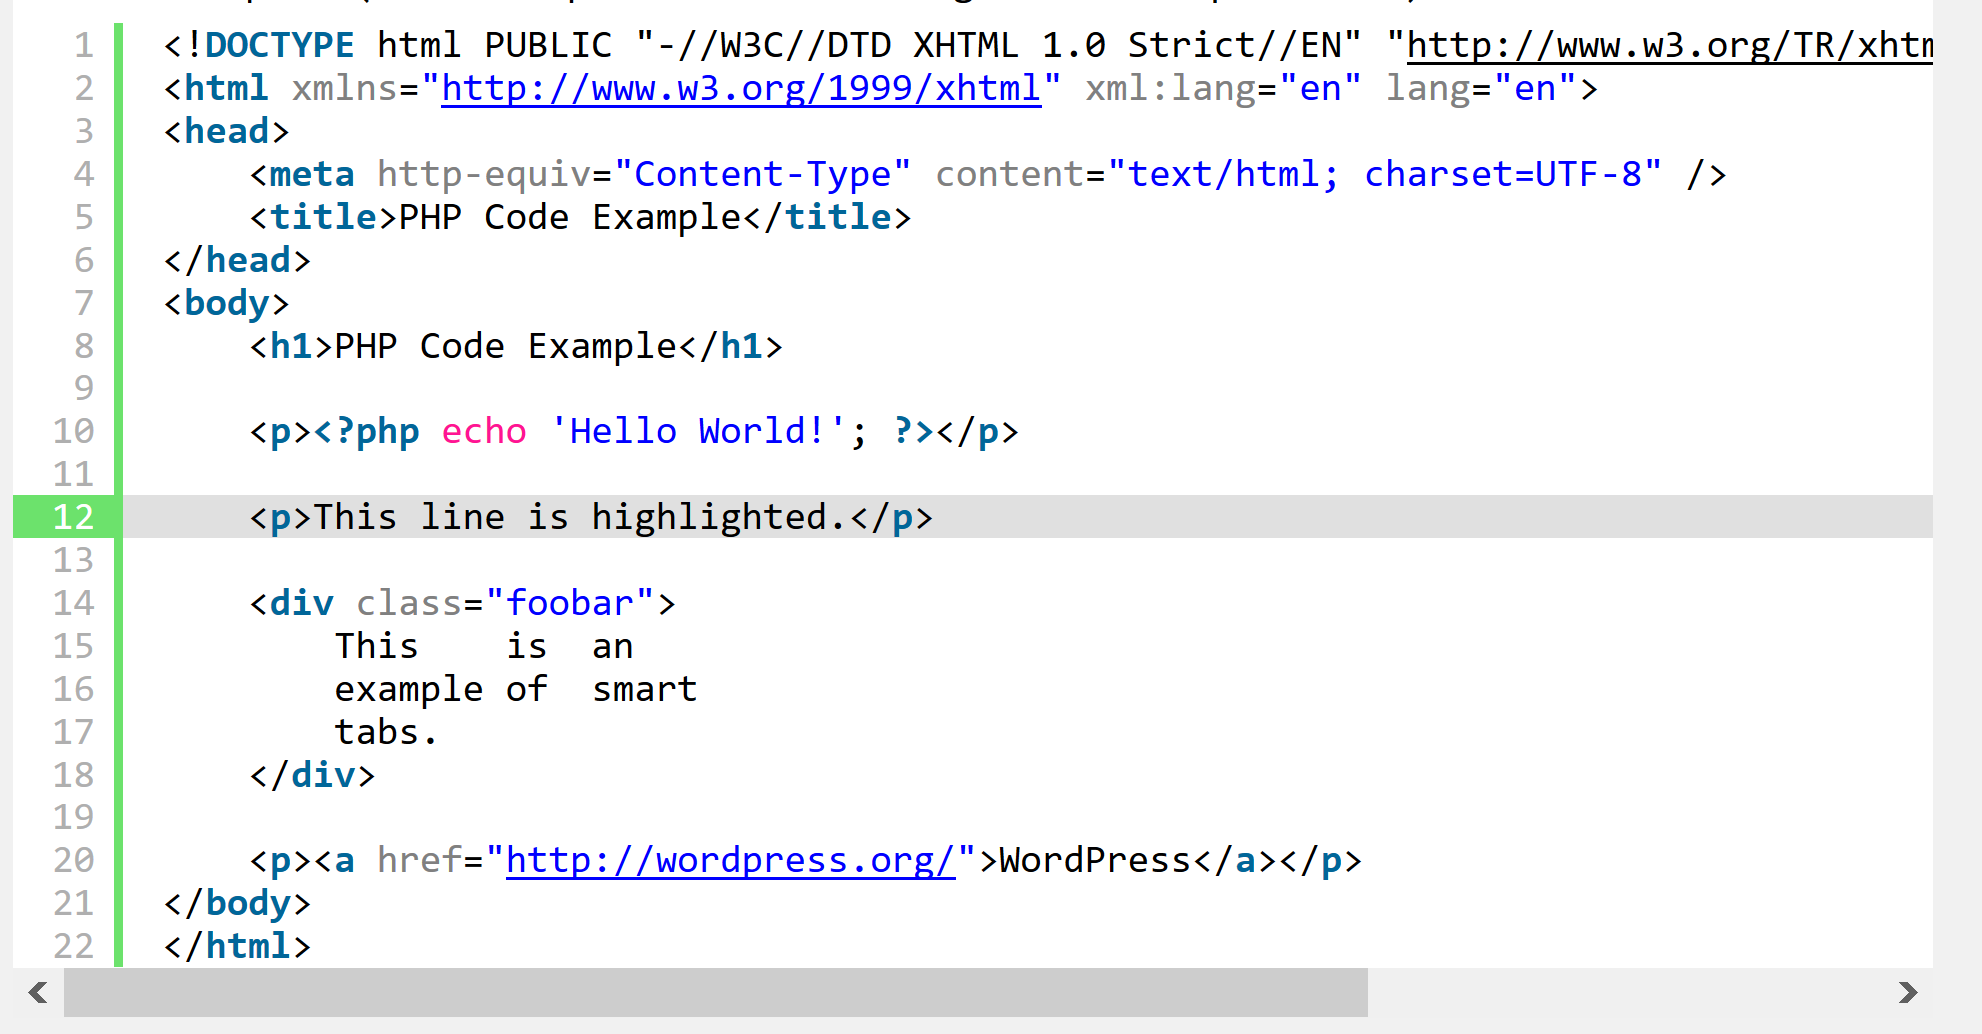 1 <!DOCTYPE html PUBLIC "-//W3C//DTD XHTML 1.0 Strict//EN" "http://www.w3.org/TR/xhtm
2 <html xmlns="http://www.w3.org/1999/xhtml" xml:lang="en" lang="en">
3 <head>
4     <meta http-equiv="Content-Type" content="text/html; charset=UTF-8" />
5     <title>PHP Code Example</title>
6 </head>
7 <body>
8     <h1>PHP Code Example</h1>
9
10     <p><?php echo 'Hello World!'; ?></p>
11
12     <p>This line is highlighted.</p>
13
14     <div class="foobar">
15         This    is  an
16         example of  smart
17         tabs.
18     </div>
19
20     <p><a href="http://wordpress.org/">WordPress</a></p>
21 </body>
22 </html>